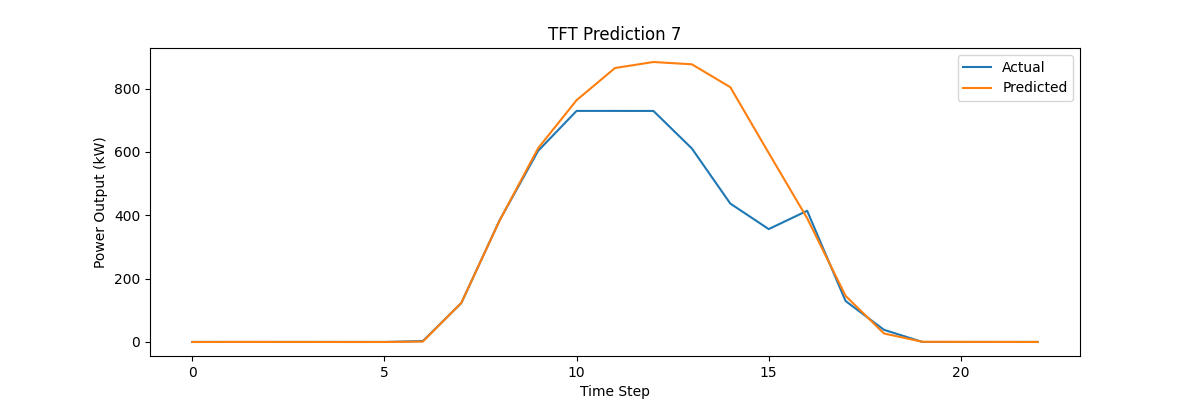 TFT Prediction 7
Actual
Predicted
Power Output (kW)
800
600
400
200
0
0 5 10 15 20
Time Step